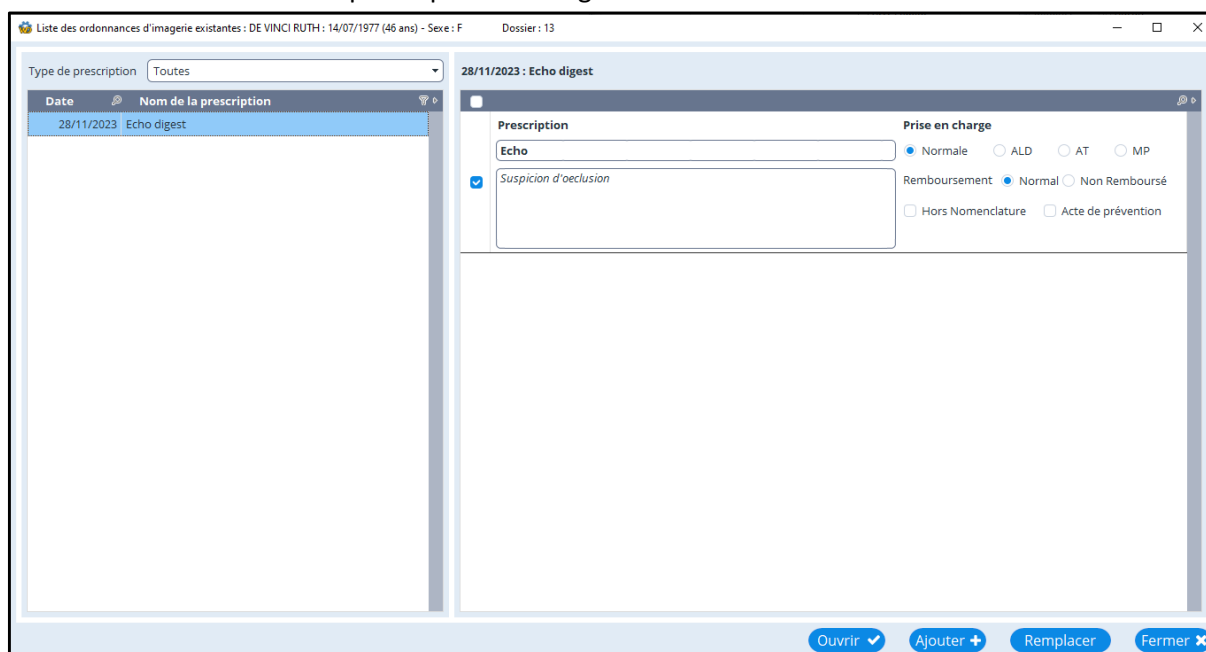 Liste des ordonnances d'imagerie existantes : DE VINCI RUTH : 14/07/1977 (46 ans) - Sexe : F Dossier : 13
Type de prescription Toutes
Date Nom de la prescription
28/11/2023 Echo digest
28/11/2023 : Echo digest
Prescription Prise en charge
Echo Normale ALD AT MP
Suspicion d'oeclusion Remboursement Normal Non Remboursé
Hors Nomenclature Acte de prévention
Ouvrir Ajouter Remplacer Fermer